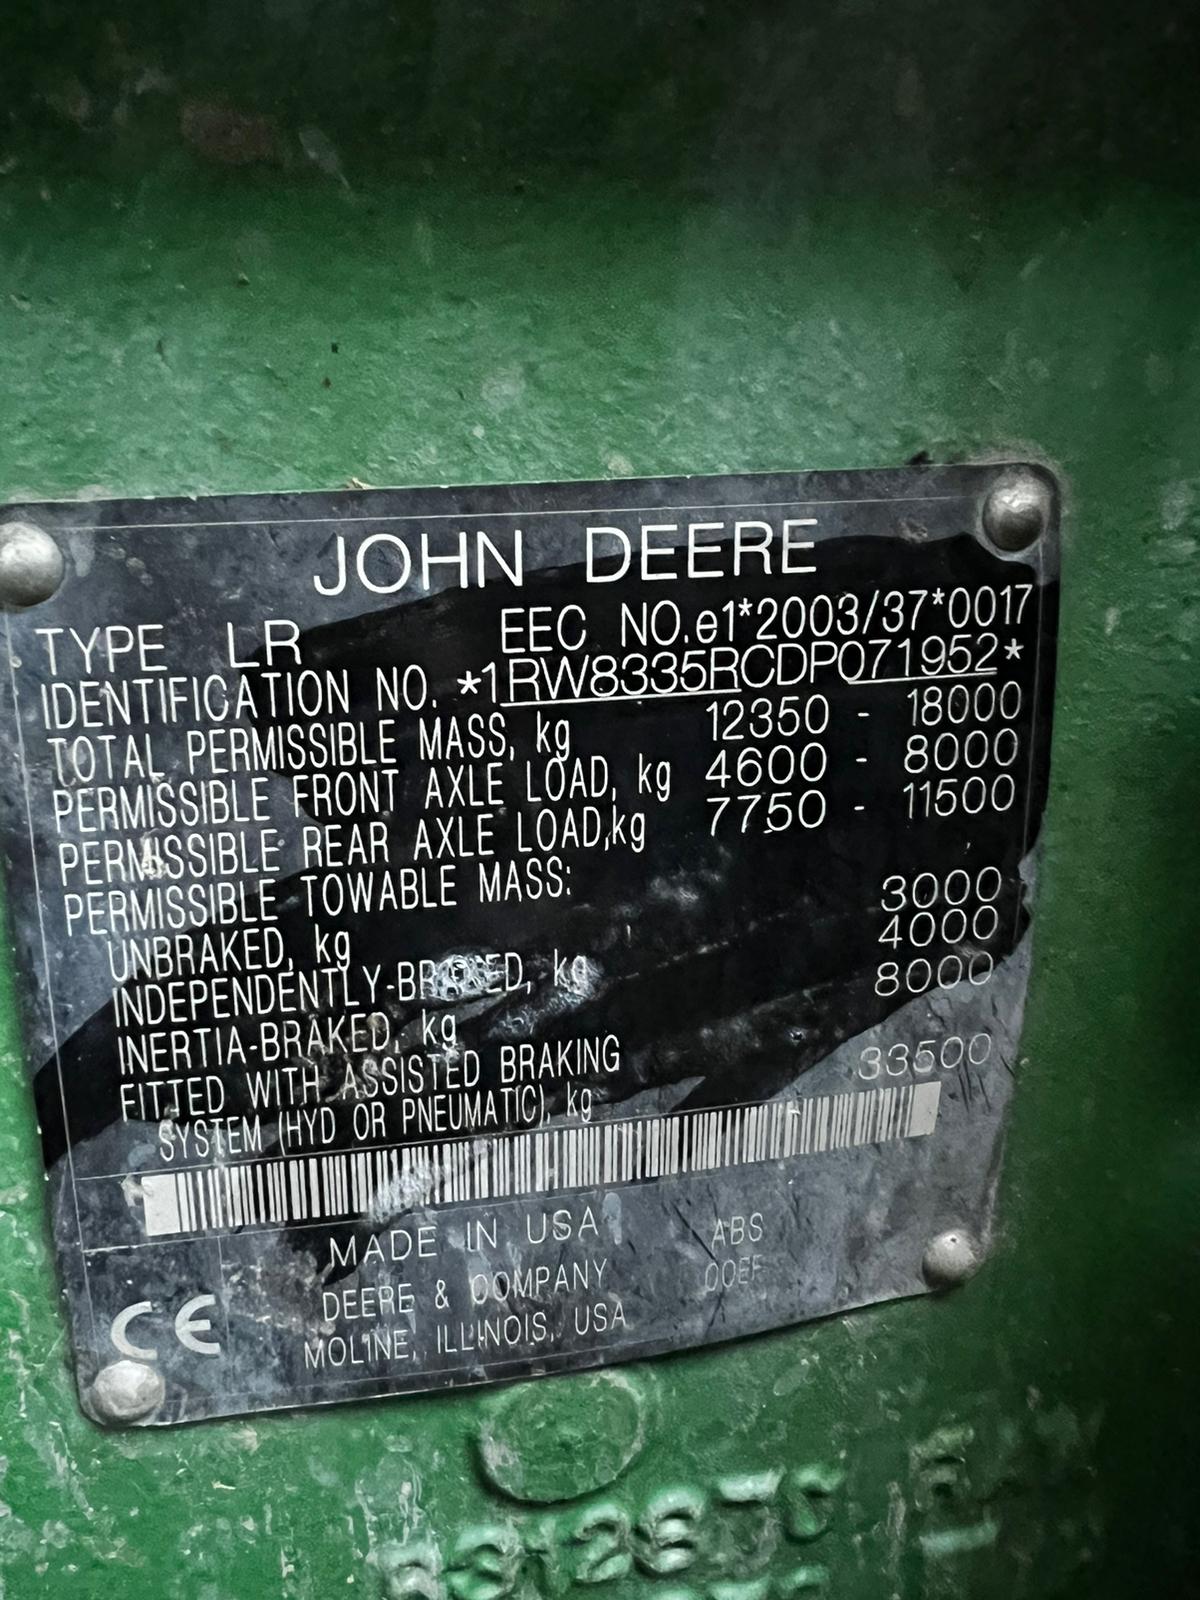 JOHN DEERE
TYPE LR EEC NO.e1*2003/37*0017
IDENTIFICATION NO. *1RW8335RCDP071952*
TOTAL PERMISSIBLE MASS, kg 12350 - 18000
PERMISSIBLE FRONT AXLE LOAD, kg 4600 - 8000
PERMISSIBLE REAR AXLE LOAD,kg 7750 - 11500
PERMISSIBLE TOWABLE MASS:
UNBRAKED, kg 3000
INDEPENDENTLY-BRAKED, kg 4000
INERTIA-BRAKED, kg 8000
FITTED WITH ASSISTED BRAKING
SYSTEM (HYD OR PNEUMATIC), kg 33500
MADE IN USA ABS
DEERE & COMPANY
MOLINE, ILLINOIS, USA
CE